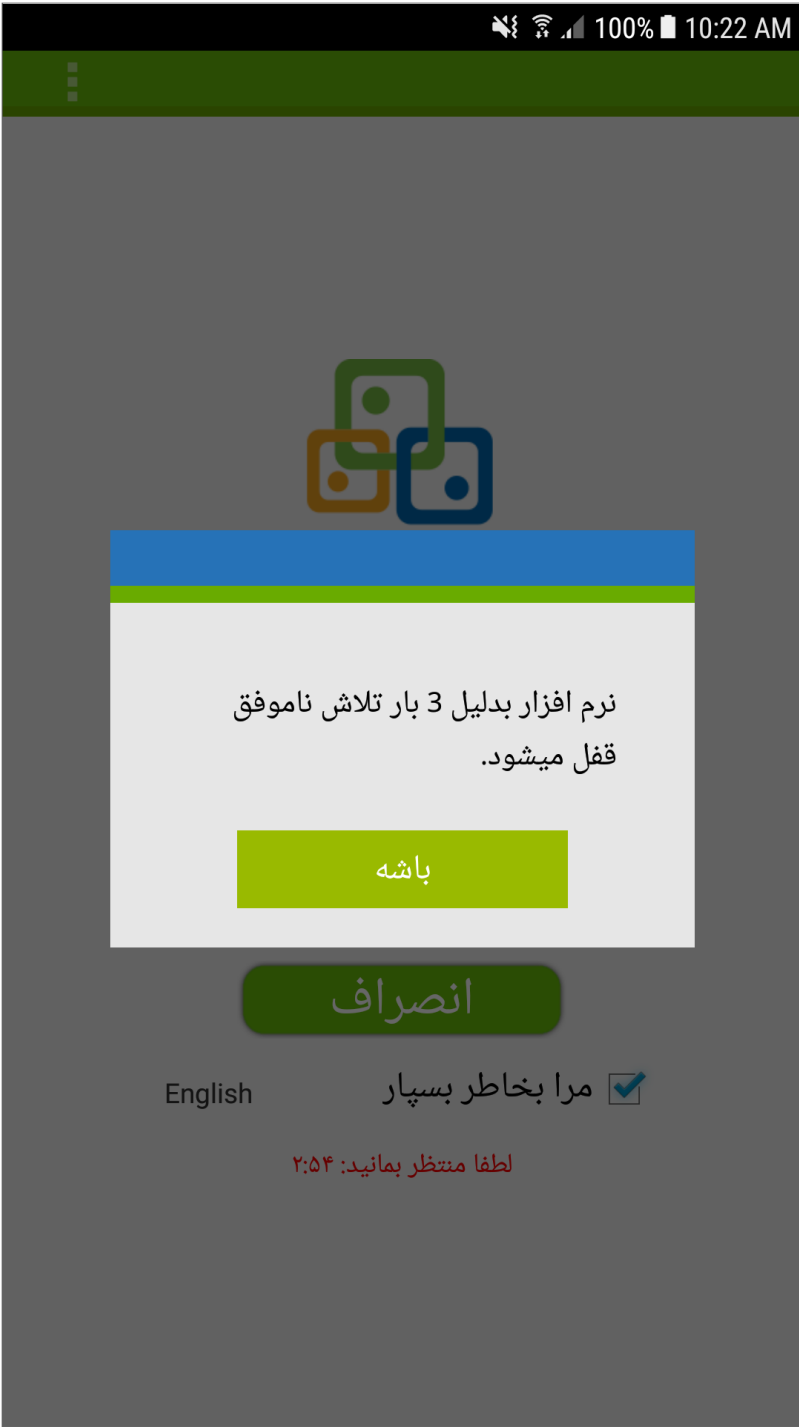 100% 10:22 AM
نرم افزار بدلیل 3 بار تلاش ناموفق
قفل میشود.
باشه
انصراف
مرا بخاطر بسپار
English
لطفا منتظر بمانید: ۲:۵۴